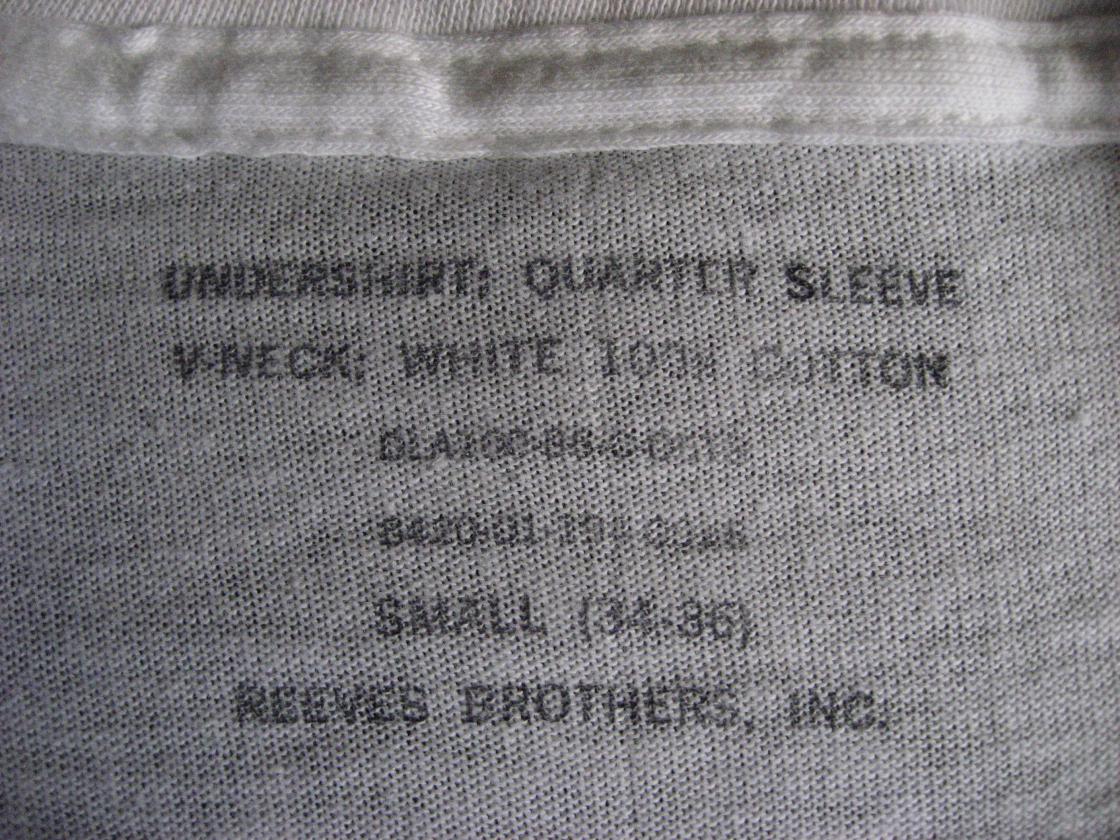 UNDERSHIRT; QUARTER SLEEVE
V-NECK; WHITE 100% COTTON
SMALL (34-36)
REEVES BROTHERS, INC.